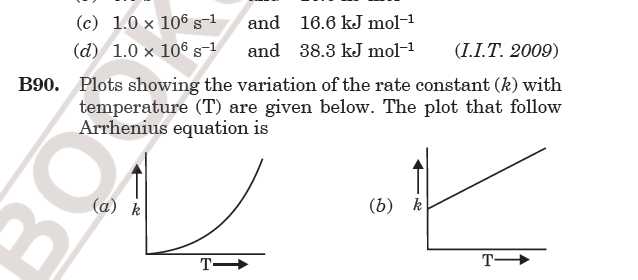 (c) 1.0 × 10⁶ s⁻¹ and 16.6 kJ mol⁻¹
(d) 1.0 × 10⁶ s⁻¹ and 38.3 kJ mol⁻¹ (I.I.T. 2009)
B90. Plots showing the variation of the rate constant (k) with
temperature (T) are given below. The plot that follow
Arrhenius equation is
(a) k
T
(b) k
T
BOOK